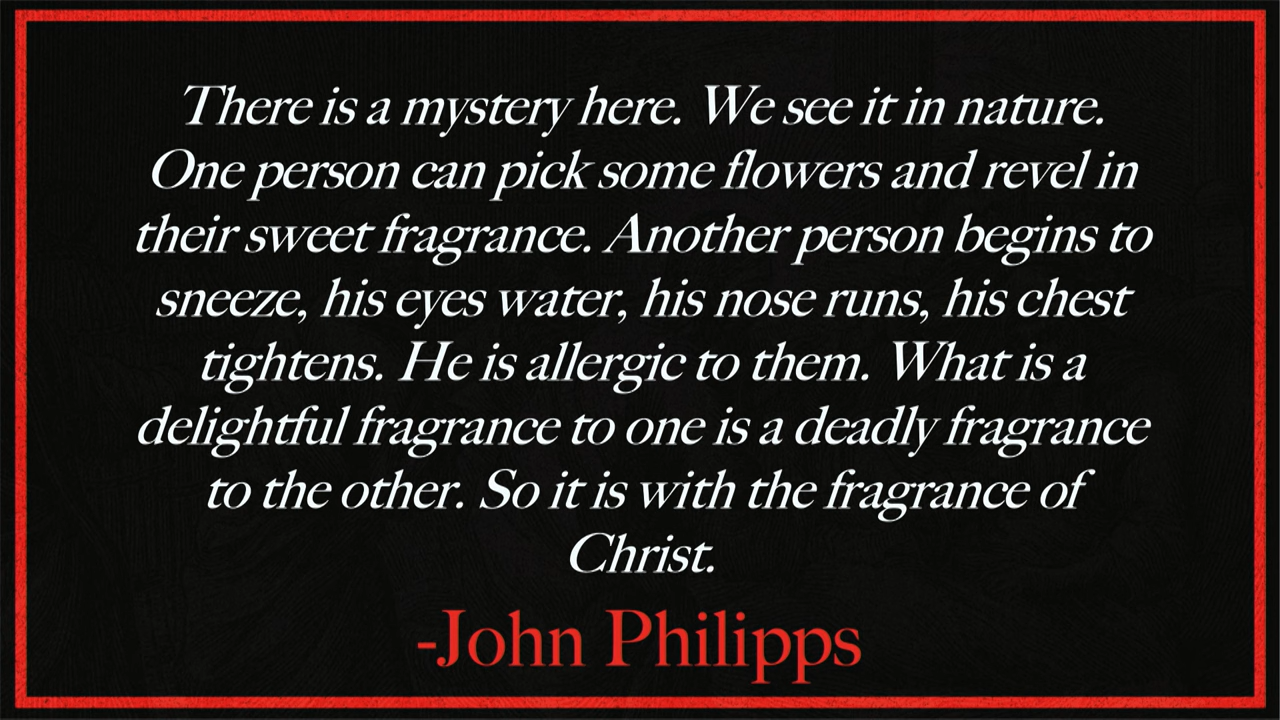 There is a mystery here. We see it in nature.
One person can pick some flowers and revel in
their sweet fragrance. Another person begins to
sneeze, his eyes water, his nose runs, his chest
tightens. He is allergic to them. What is a
delightful fragrance to one is a deadly fragrance
to the other. So it is with the fragrance of
Christ.
-John Philipps